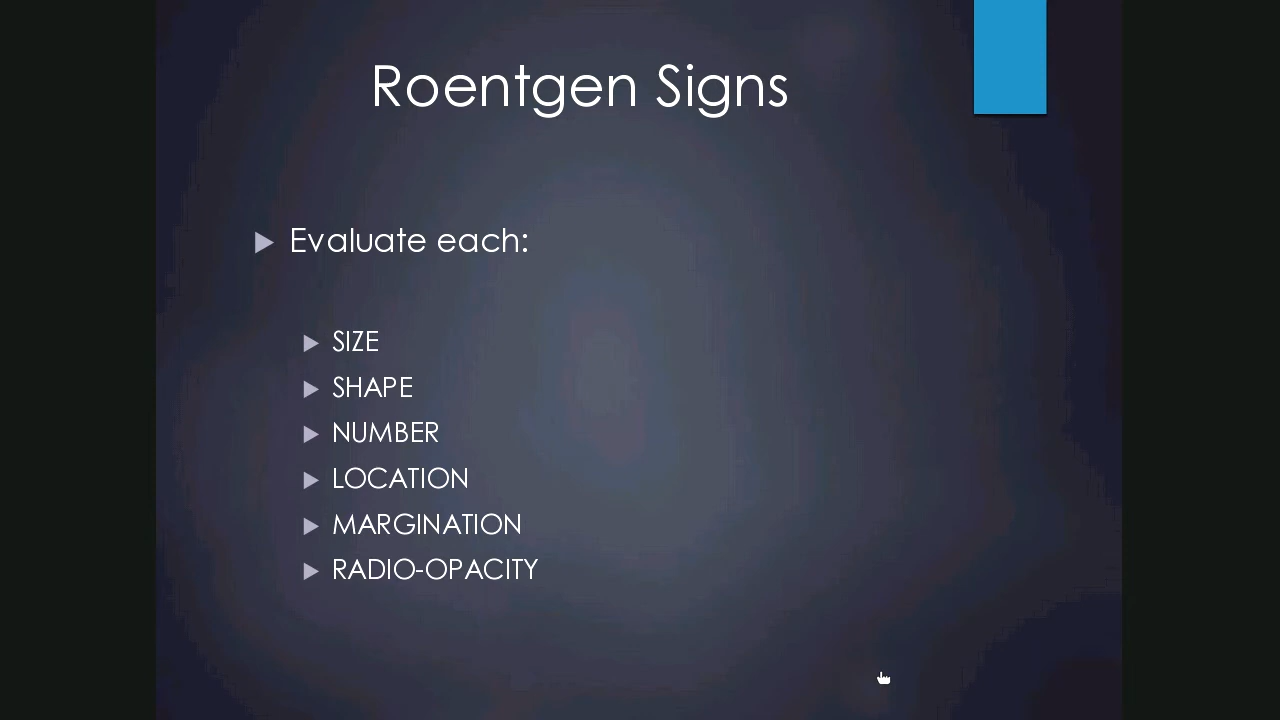 Roentgen Signs
Evaluate each:
SIZE
SHAPE
NUMBER
LOCATION
MARGINATION
RADIO-OPACITY